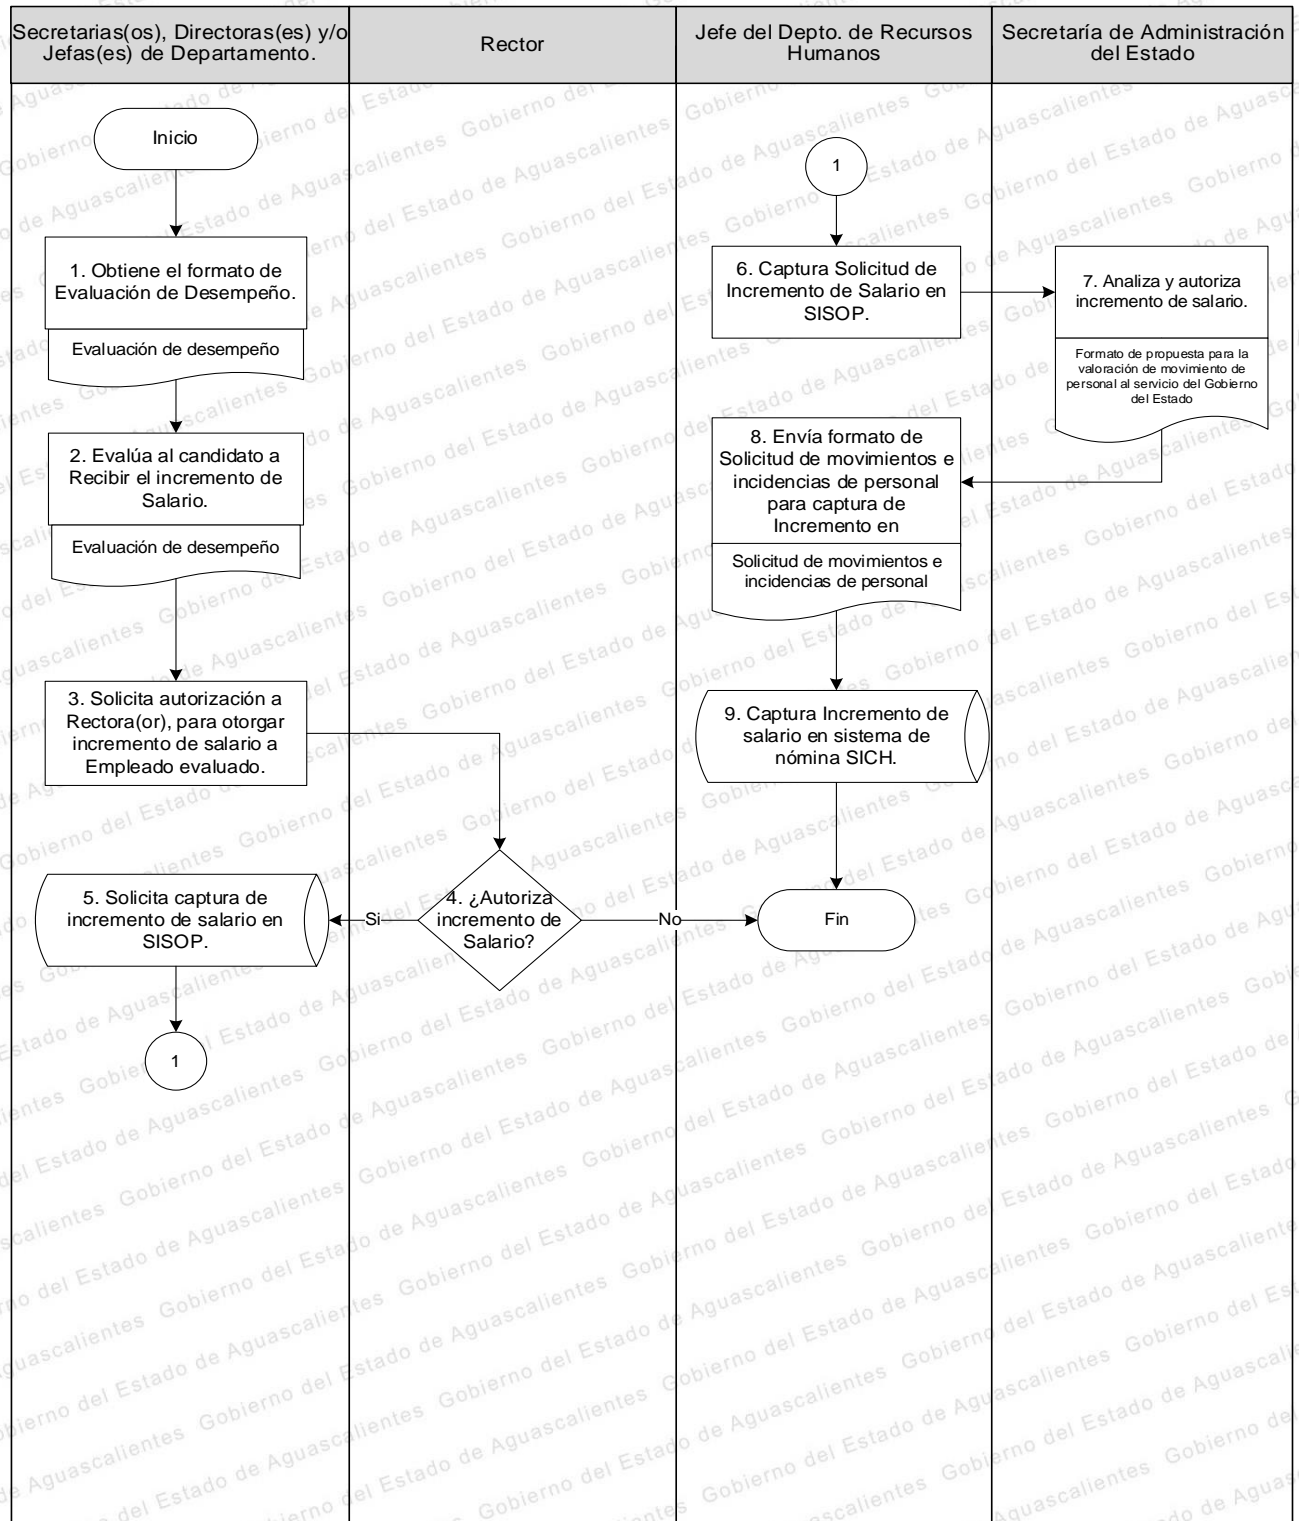 Secretarias(os), Directoras(es) y/o
Jefas(es) de Departamento.
Rector
Jefe del Depto. de Recursos
Humanos
Secretaría de Administración
del Estado
Inicio
1. Obtiene el formato de
Evaluación de Desempeño.
Evaluación de desempeño
2. Evalúa al candidato a
Recibir el incremento de
Salario.
Evaluación de desempeño
3. Solicita autorización a
Rectora(or), para otorgar
incremento de salario a
Empleado evaluado.
4. ¿Autoriza
incremento de
Salario?
Si
No
5. Solicita captura de
incremento de salario en
SISOP.
1
1
6. Captura Solicitud de
Incremento de Salario en
SISOP.
7. Analiza y autoriza
incremento de salario.
Formato de propuesta para la
valoración de movimiento de
personal al servicio del Gobierno
del Estado
8. Envía formato de
Solicitud de movimientos e
incidencias de personal
para captura de
Incremento en
Solicitud de movimientos e
incidencias de personal
9. Captura Incremento de
salario en sistema de
nómina SICH.
Fin
Gobierno del Estado de Aguascalientes